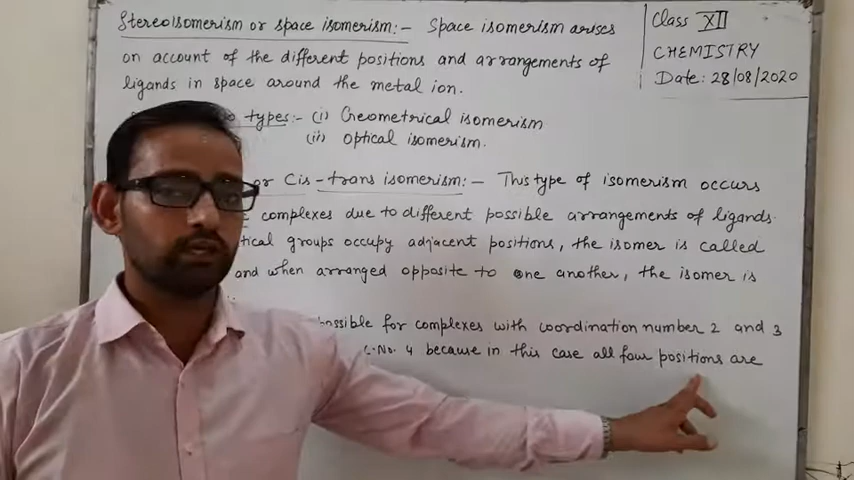 Stereoisomerism or space isomerism:- Space isomerism arises
on account of the different positions and arrangements of
ligands in space around the metal ion.
types:- (i) Geometrical isomerism
(ii) optical isomerism.
or Cis-trans isomerism:- This type of isomerism occurs
complexes due to different possible arrangements of ligands.
groups occupy adjacent positions, the isomer is called
and when arranged opposite to one another, the isomer is
for complexes with coordination number 2 and 3
C.No. 4 because in this case all four positions are
Class XII
CHEMISTRY
Date: 28/08/2020